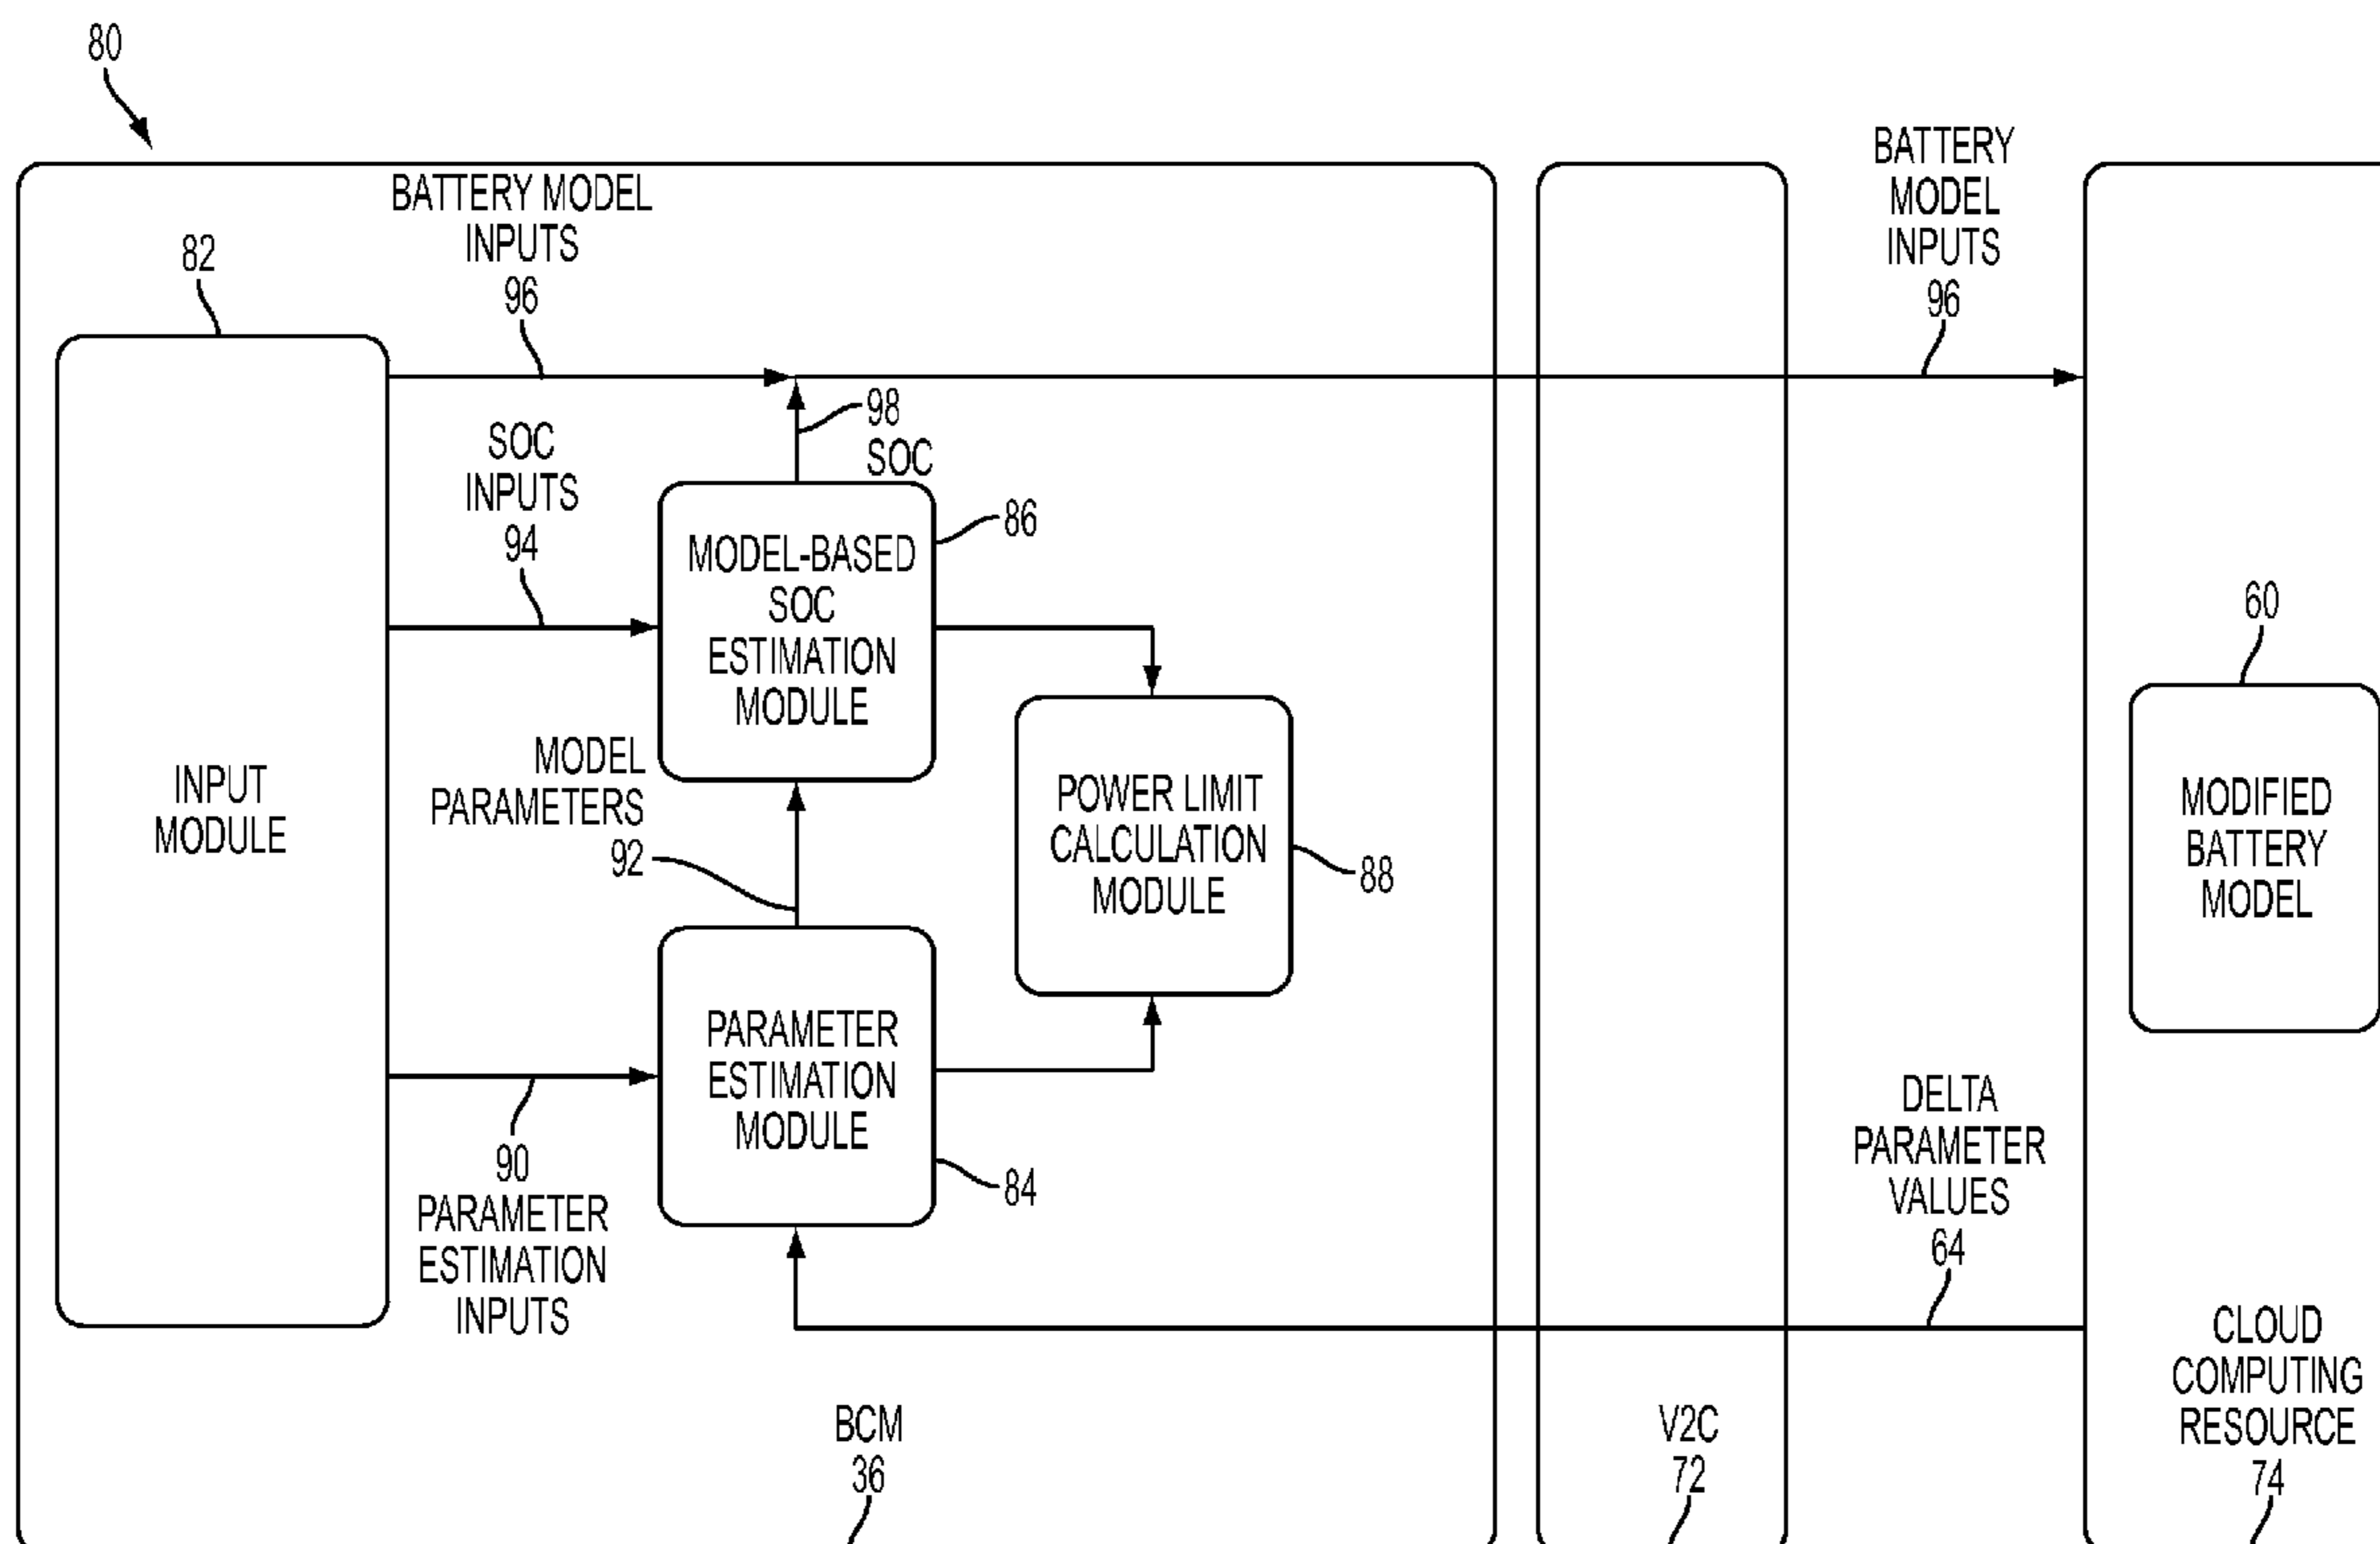 80
BATTERY MODEL
INPUTS
96
BATTERY
MODEL
INPUTS
96
82
98
SOC
SOC
INPUTS
94
86
MODEL-BASED
SOC
ESTIMATION
MODULE
60
INPUT
MODULE
MODEL
PARAMETERS
92
POWER LIMIT
CALCULATION
MODULE
88
MODIFIED
BATTERY
MODEL
PARAMETER
ESTIMATION
MODULE
84
90
PARAMETER
ESTIMATION
INPUTS
DELTA
PARAMETER
VALUES
64
BCM
36
V2C
72
CLOUD
COMPUTING
RESOURCE
74